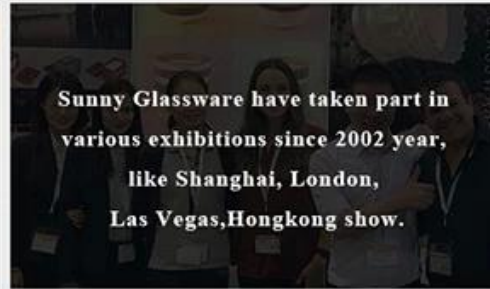 Sunny Glassware have taken part in
various exhibitions since 2002 year,
like Shanghai, London,
Las Vegas,Hongkong show.